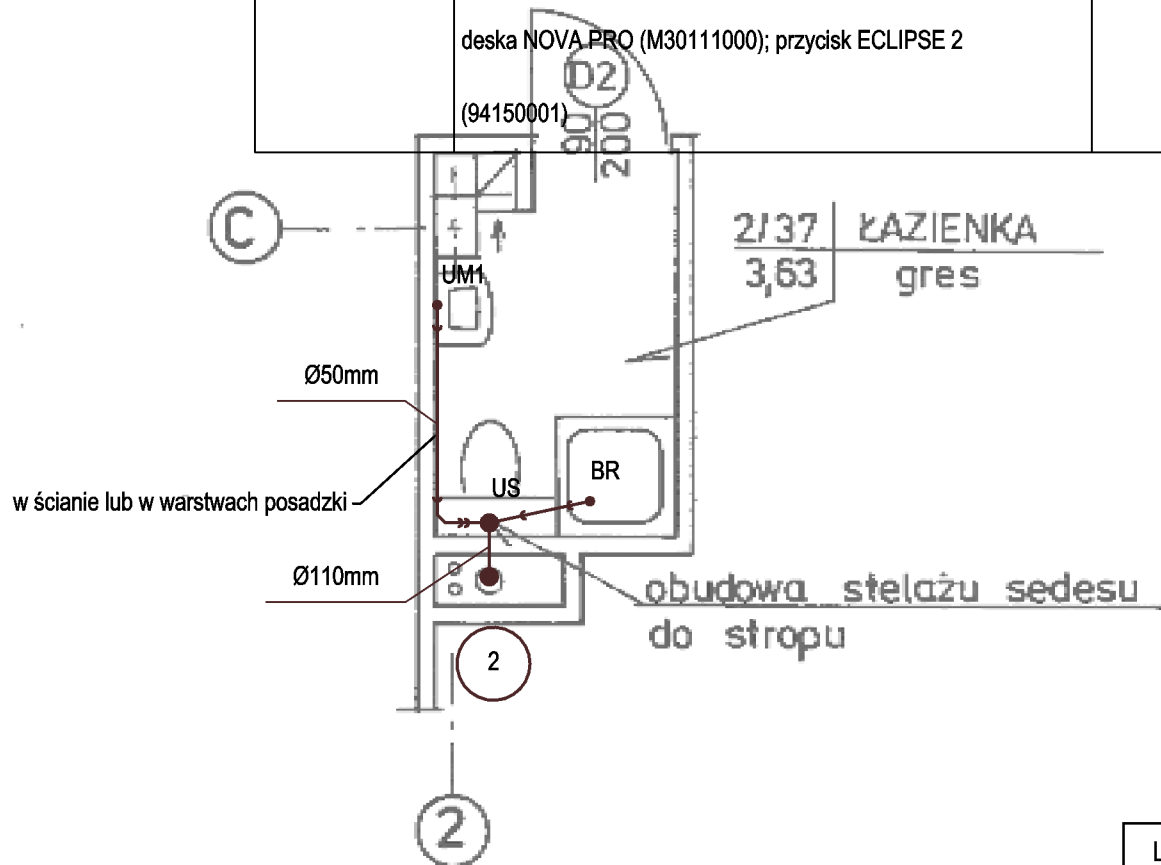 deska NOVA PRO (M30111000); przycisk ECLIPSE 2
(94150001)
D2
90
200
C
2/37 ŁAZIENKA
3,63 gres
UM1
Ø50mm
w ścianie lub w warstwach posadzki
US
BR
Ø110mm
obudowa stelażu sedesu
do stropu
2
2